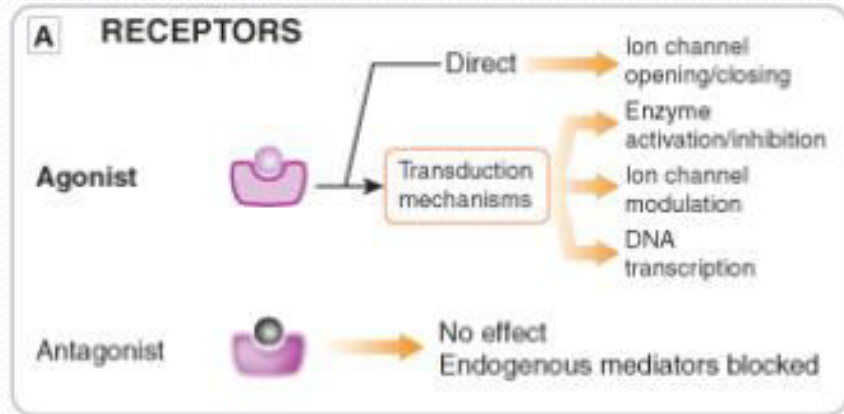 A RECEPTORS
Direct
Ion channel
opening/closing
Agonist
Transduction
mechanisms
Enzyme
activation/inhibition
Ion channel
modulation
DNA
transcription
Antagonist
No effect
Endogenous mediators blocked